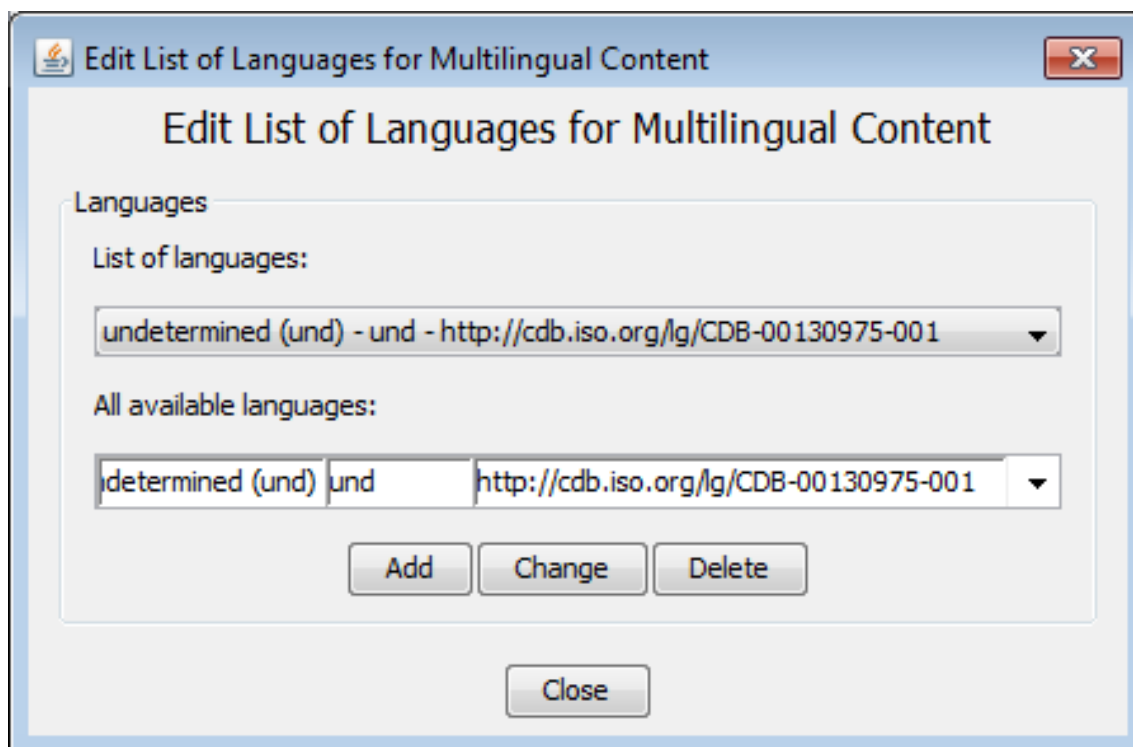 Edit List of Languages for Multilingual Content
Edit List of Languages for Multilingual Content
Languages
List of languages:
undetermined (und) - und - http://cdb.iso.org/lg/CDB-00130975-001
All available languages:
determined (und) und http://cdb.iso.org/lg/CDB-00130975-001
Add Change Delete
Close